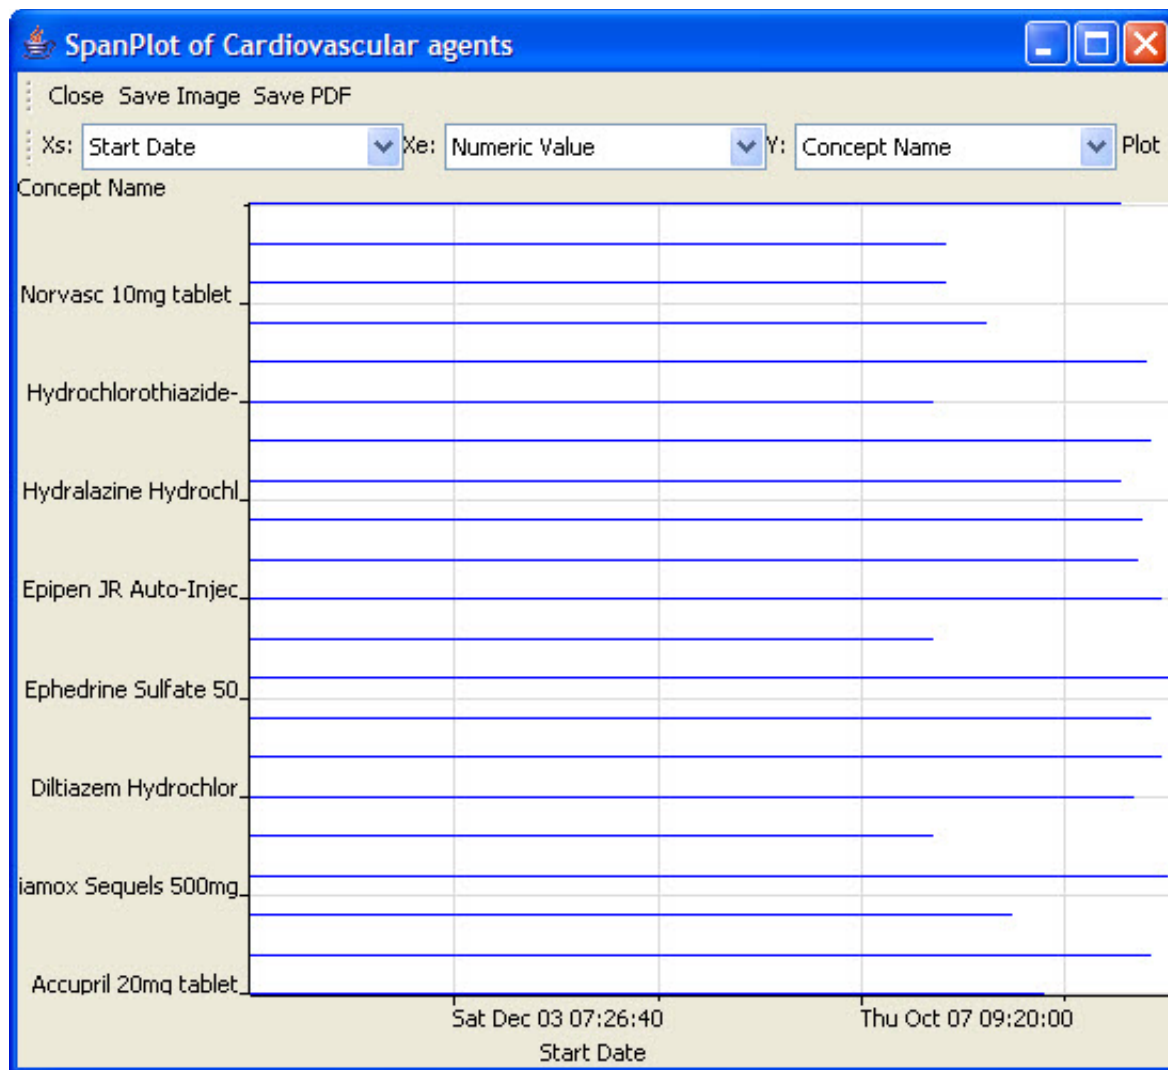 SpanPlot of Cardiovascular agents
Close Save Image Save PDF
Xs: Start Date Xe: Numeric Value Y: Concept Name Plot
Concept Name
Norvasc 10mg tablet
Hydrochlorothiazide-
Hydralazine Hydrochl
Epipen JR Auto-Injec
Ephedrine Sulfate 50
Diltiazem Hydrochlor
iamox Sequels 500mg
Accupril 20mg tablet
Sat Dec 03 07:26:40 Thu Oct 07 09:20:00
Start Date